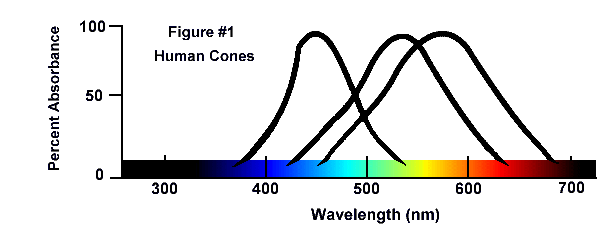 Figure #1
Human Cones
Percent Absorbance
100
50
0
300 400 500 600 700
Wavelength (nm)